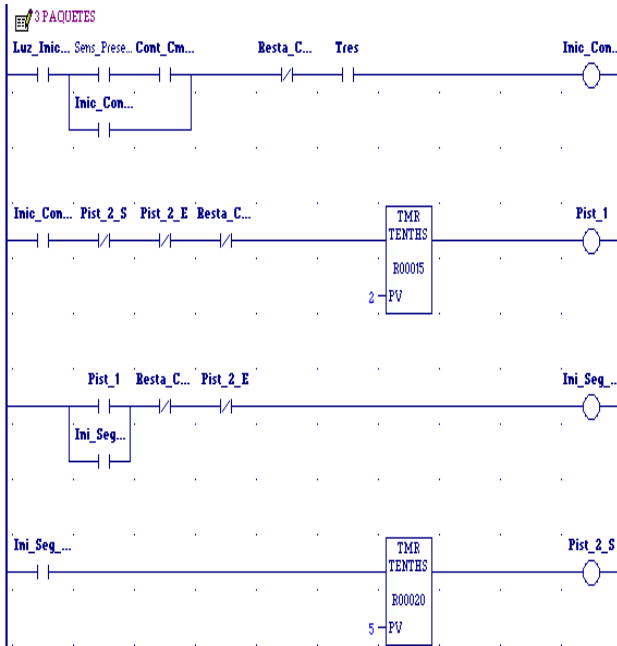 3 PAQUETES
Luz_Inic... Sens_Prese... Cont_Cm... Resta_C... Tres Inic_Con...
Inic_Con...
Inic_Con... Pist_2_S Pist_2_E Resta_C... TMR Pist_1
TENTHS
R00015
2 PV
Pist_1 Resta_C... Pist_2_E Ini_Seg_...
Ini_Seg...
Ini_Seg_... TMR Pist_2_S
TENTHS
R00020
5 PV